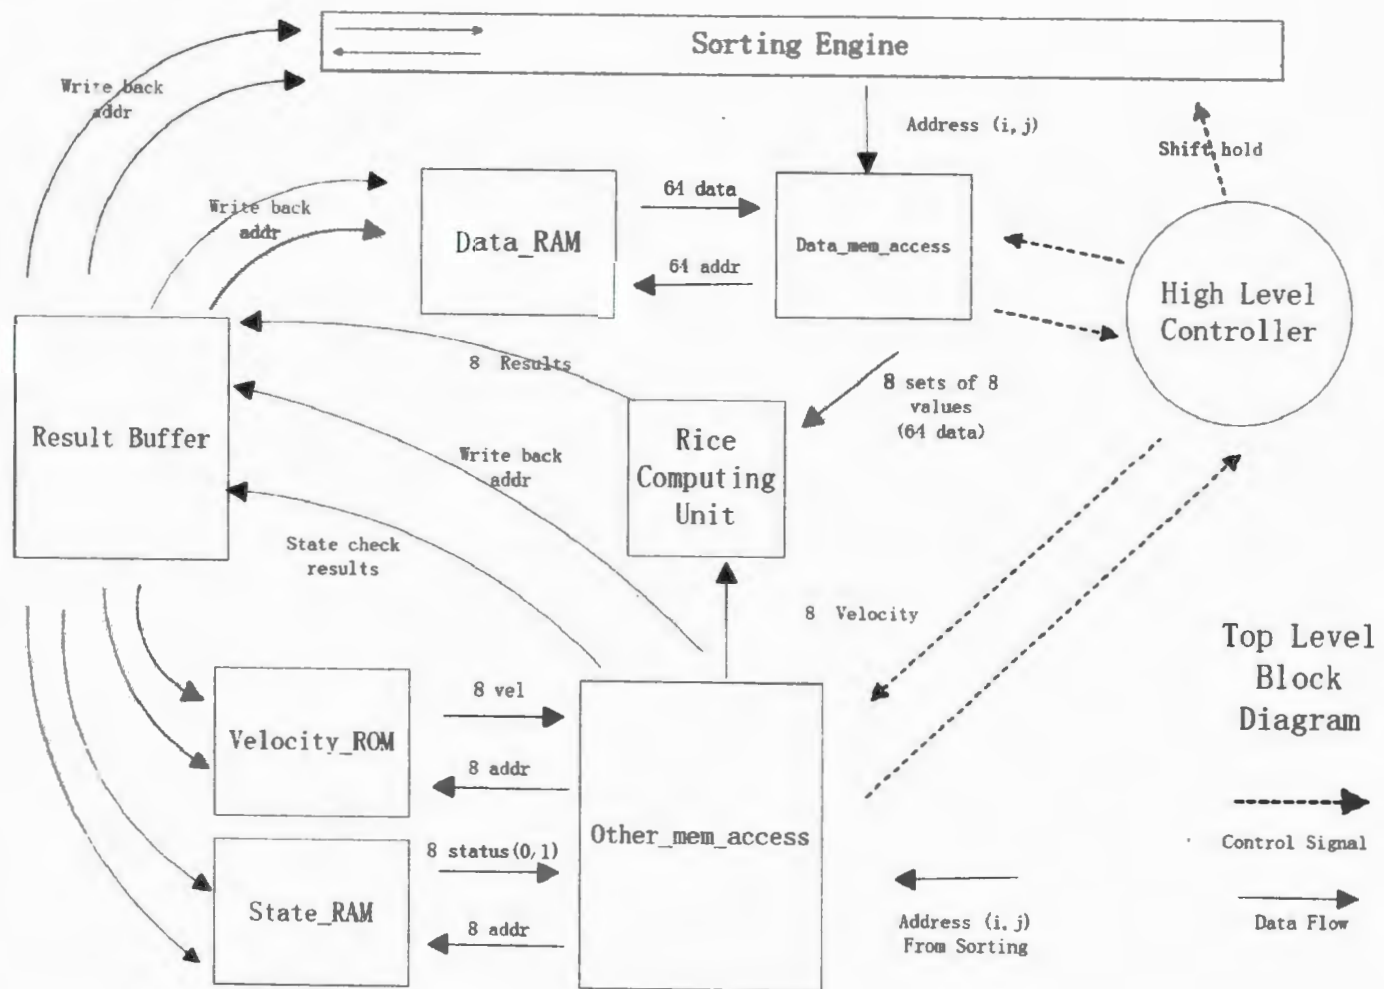 Sorting Engine
Write back
addr
Address (i, j)
Shift hold
Write back
addr
64 data
Data_RAM
Data_mem_access
64 addr
High Level
Controller
8 Results
8 sets of 8
values
(64 data)
Result Buffer
Rice
Computing
Unit
Write back
addr
State check
results
8 Velocity
Top Level
Block
Diagram
8 vel
Velocity_ROM
8 addr
Other_mem_access
8 status(0,1)
Control Signal
State_RAM
8 addr
Address (i, j)
From Sorting
Data Flow